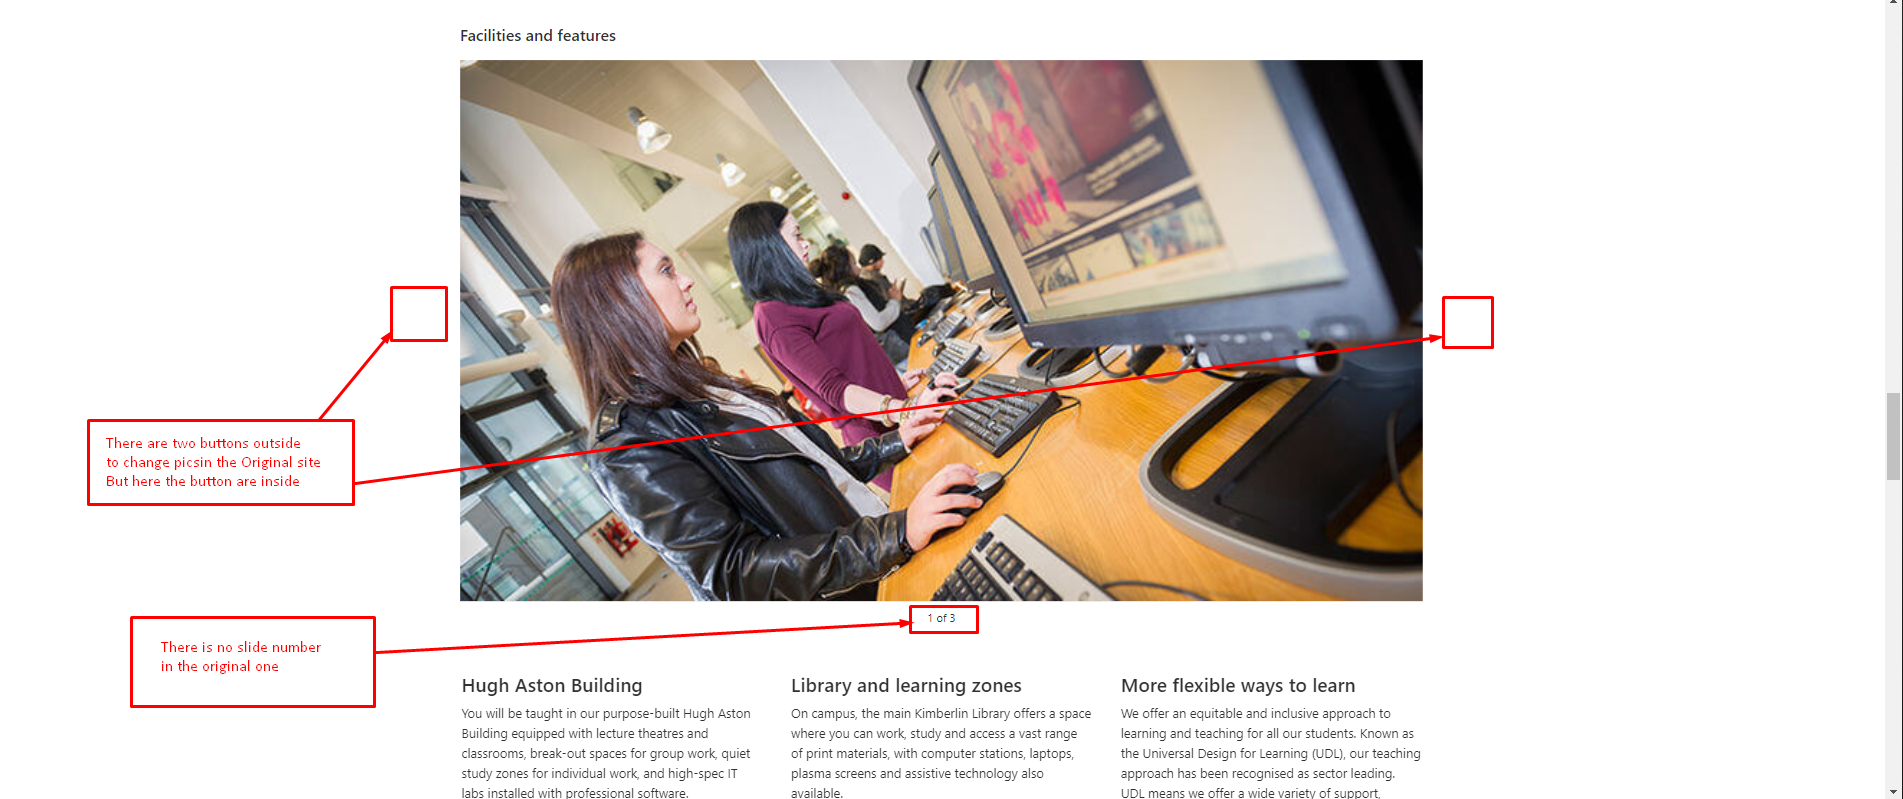 Facilities and features
There are two buttons outside
to change picsin the Original site
But here the button are inside
1 of 3
There is no slide number
in the original one
Hugh Aston Building
You will be taught in our purpose-built Hugh Aston
Building equipped with lecture theatres and
classrooms, break-out spaces for group work, quiet
study zones for individual work, and high-spec IT
labs installed with professional software.
Library and learning zones
On campus, the main Kimberlin Library offers a space
where you can work, study and access a vast range
of print materials, with computer stations, laptops,
plasma screens and assistive technology also
available.
More flexible ways to learn
We offer an equitable and inclusive approach to
learning and teaching for all our students. Known as
the Universal Design for Learning (UDL), our teaching
approach has been recognised as sector leading.
UDL means we offer a wide variety of support,